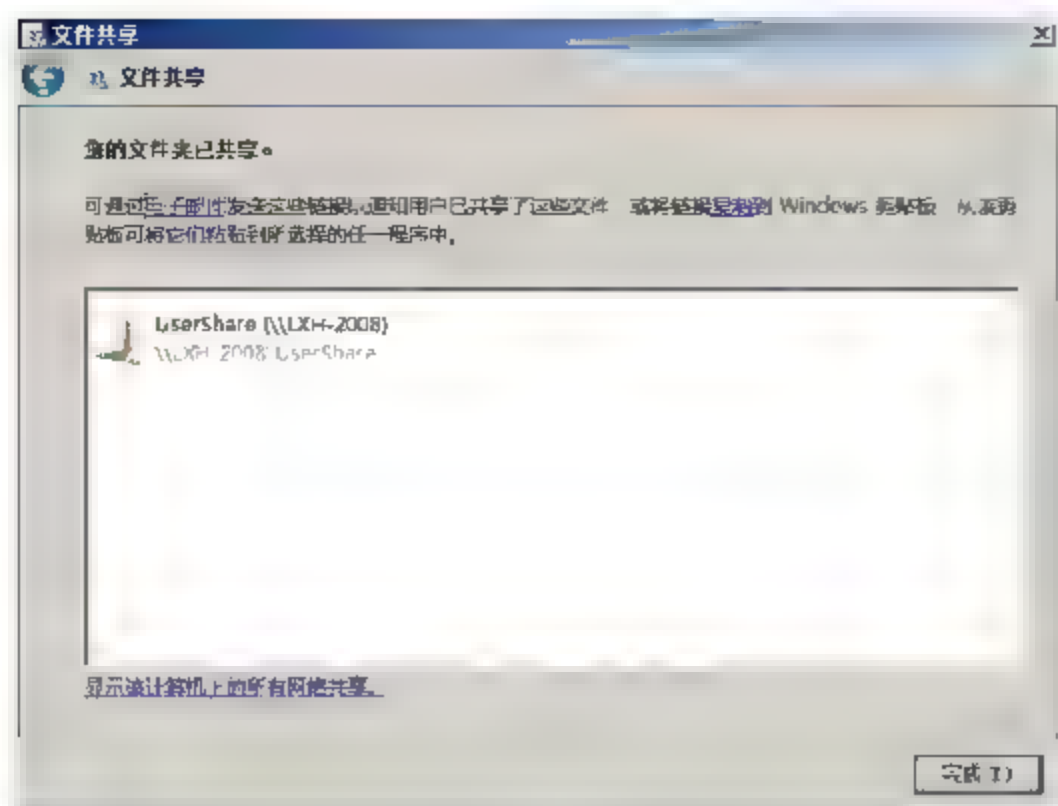 文件共享
文件共享
您的文件夹已共享。
可通过电子邮件发送这些链接,通知用户已共享了这些文件 或将链接复制到 Windows 剪贴板 从该剪
贴板可将它们粘贴到所选择的任一程序中。
UserShare (\\LXH-2008)
\\LXH-2008\UserShare
显示该计算机上的所有网络共享。
完成